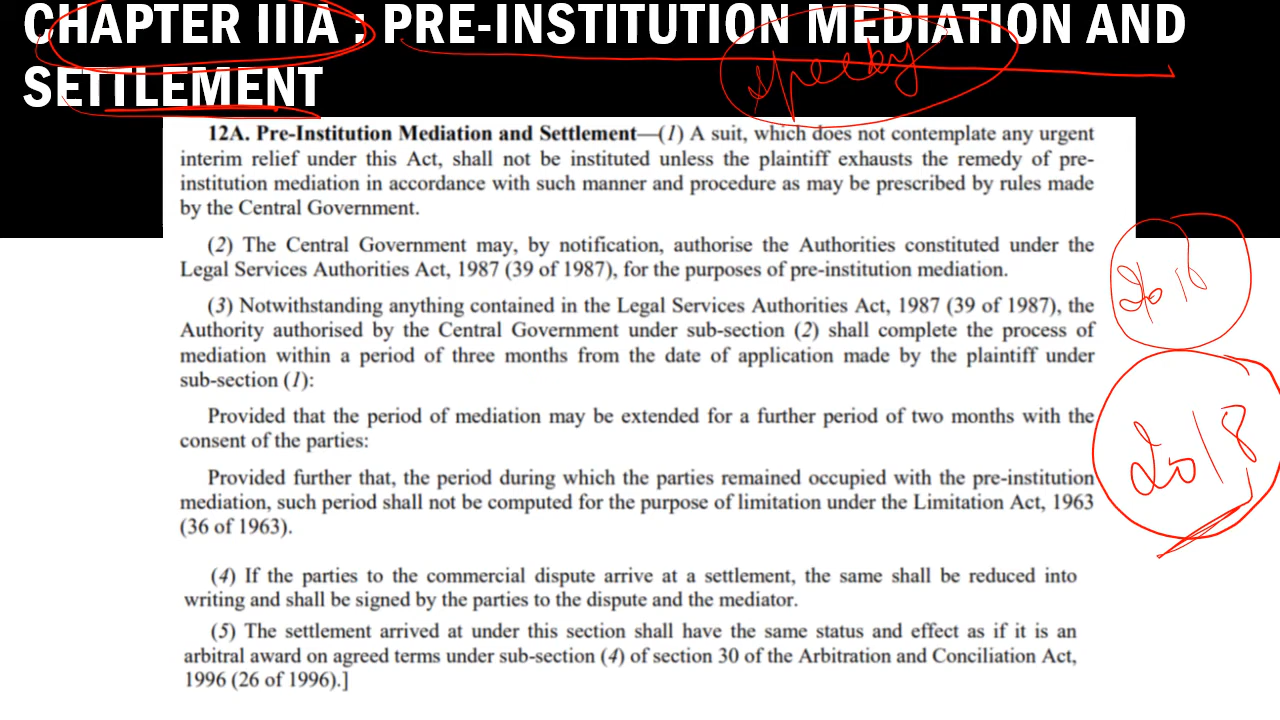 CHAPTER IIIA : PRE-INSTITUTION MEDIATION AND
SETTLEMENT
speedy
12A. Pre-Institution Mediation and Settlement—(1) A suit, which does not contemplate any urgent
interim relief under this Act, shall not be instituted unless the plaintiff exhausts the remedy of pre-
institution mediation in accordance with such manner and procedure as may be prescribed by rules made
by the Central Government.
(2) The Central Government may, by notification, authorise the Authorities constituted under the
Legal Services Authorities Act, 1987 (39 of 1987), for the purposes of pre-institution mediation.
(3) Notwithstanding anything contained in the Legal Services Authorities Act, 1987 (39 of 1987), the
Authority authorised by the Central Government under sub-section (2) shall complete the process of
mediation within a period of three months from the date of application made by the plaintiff under
sub-section (1):
Provided that the period of mediation may be extended for a further period of two months with the
consent of the parties:
Provided further that, the period during which the parties remained occupied with the pre-institution
mediation, such period shall not be computed for the purpose of limitation under the Limitation Act, 1963
(36 of 1963).
(4) If the parties to the commercial dispute arrive at a settlement, the same shall be reduced into
writing and shall be signed by the parties to the dispute and the mediator.
(5) The settlement arrived at under this section shall have the same status and effect as if it is an
arbitral award on agreed terms under sub-section (4) of section 30 of the Arbitration and Conciliation Act,
1996 (26 of 1996).]
2018